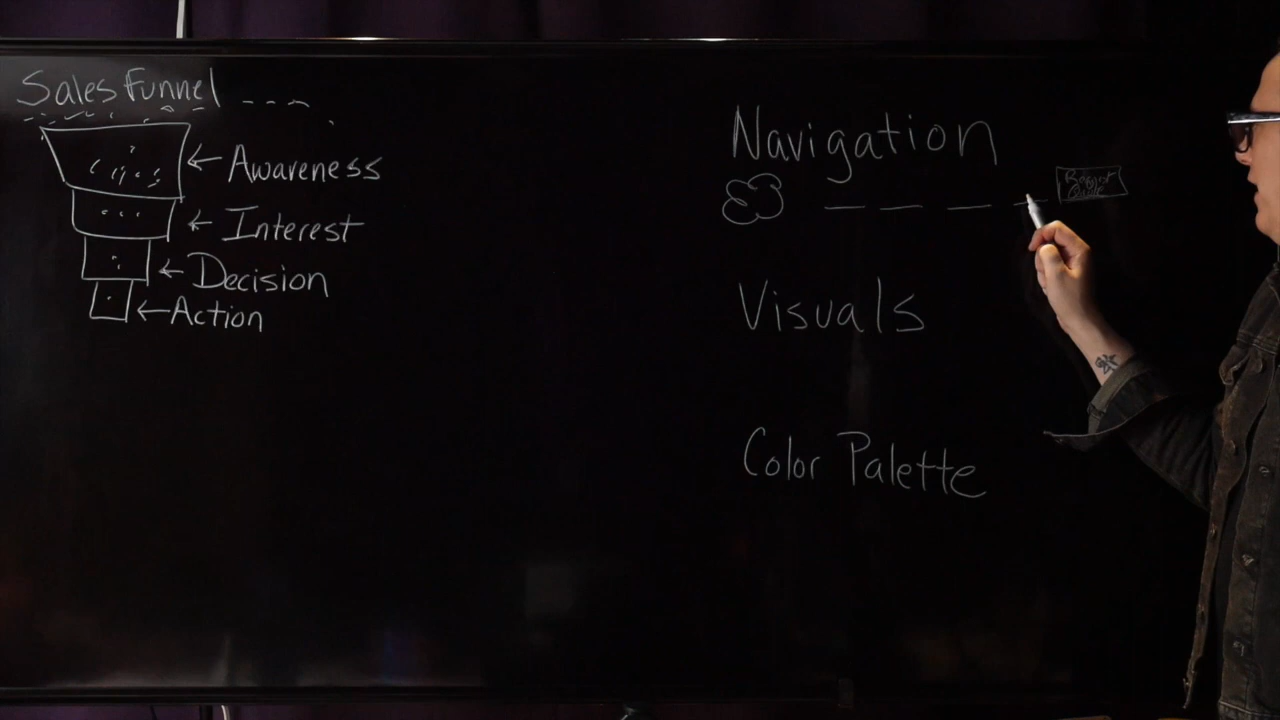 Sales Funnel
← Awareness
← Interest
← Decision
← Action
Navigation
Visuals
Color Palette